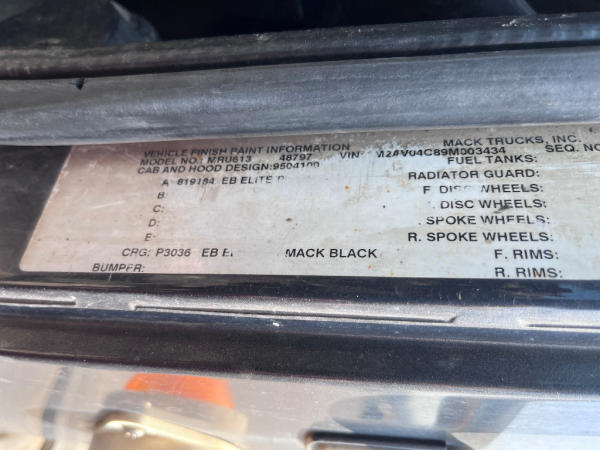 VEHICLE FINISH PAINT INFORMATION MACK TRUCKS, INC.
MODEL NO.: MRU613 48797 VIN: M2AV04C89M003434 SEQ. NO
CAB AND HOOD DESIGN: 9504100 FUEL TANKS:
A: 819184 EB ELITE RADIATOR GUARD:
B: F. DISC WHEELS:
C: DISC WHEELS:
D: SPOKE WHEELS:
E: R. SPOKE WHEELS:
CRG: P3036 EB MACK BLACK F. RIMS:
BUMPER: R. RIMS: